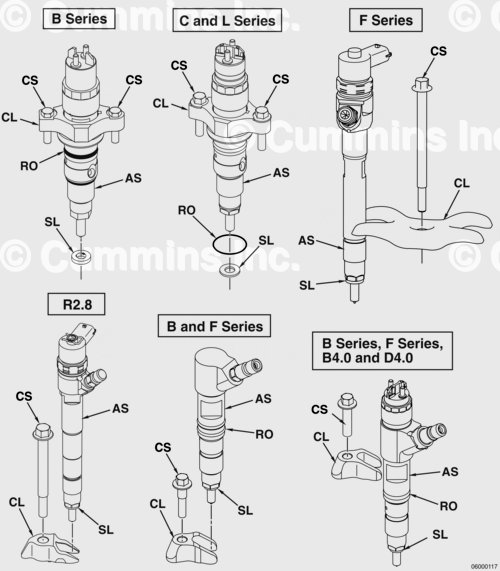 B Series
C and L Series
F Series
CS
CS
CL
RO
AS
SL
CS
CS
CL
AS
RO
SL
CS
CL
AS
SL
© Cummins Inc.
© Cummins Inc.
R2.8
B and F Series
B Series, F Series,
B4.0 and D4.0
AS
CS
CL
SL
AS
RO
CS
SL
CL
CS
CL
AS
RO
SL
06000117